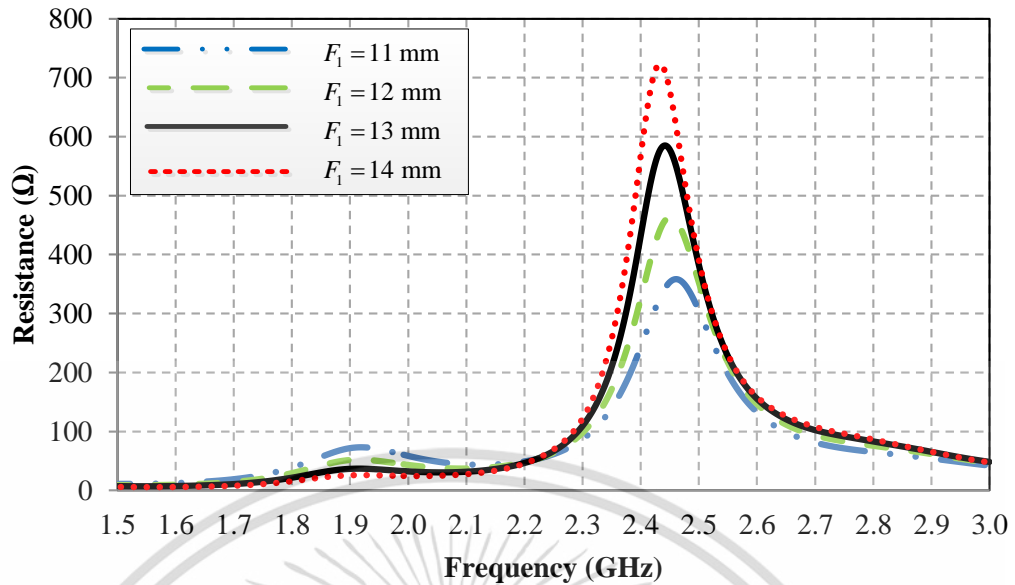 800
700
600
500
400
300
200
100
0
Resistance (Ω)
F₁ = 11 mm
F₁ = 12 mm
F₁ = 13 mm
F₁ = 14 mm
1.5 1.6 1.7 1.8 1.9 2.0 2.1 2.2 2.3 2.4 2.5 2.6 2.7 2.8 2.9 3.0
Frequency (GHz)